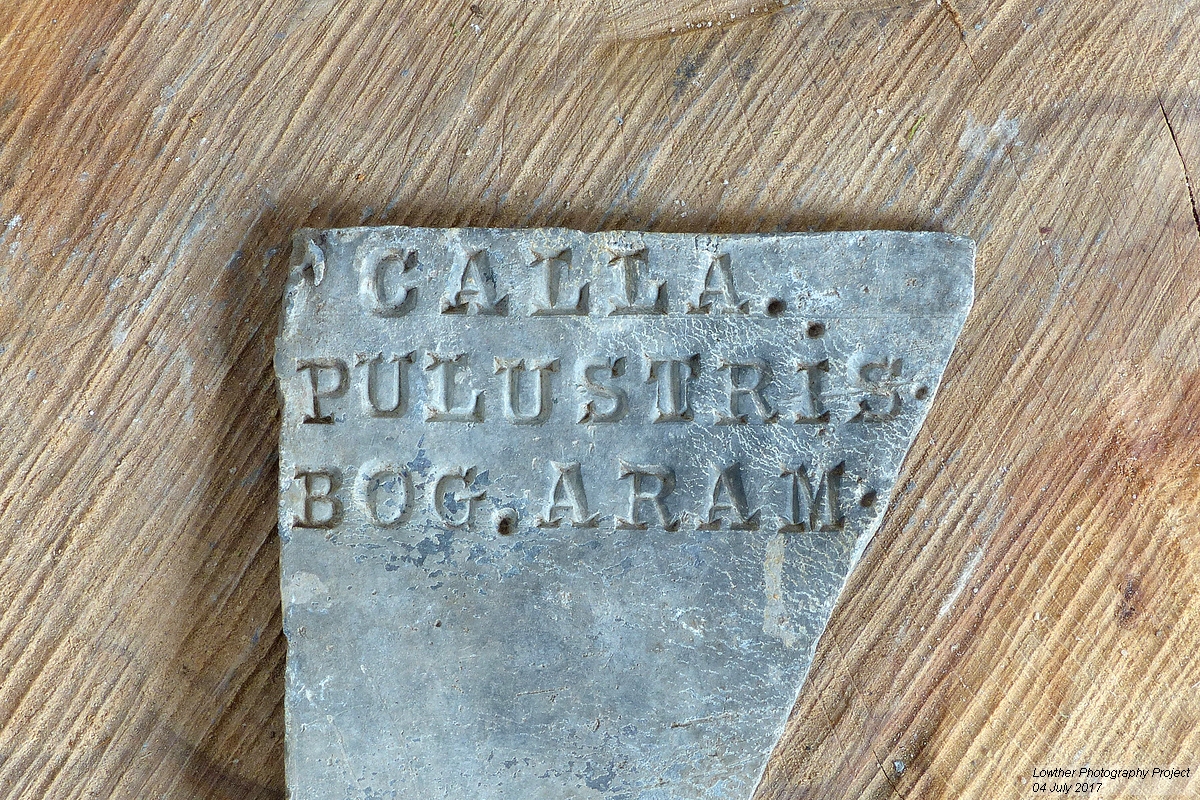 CALLA.
PULUSTRIS.
BOG. ARAM.
Lowther Photography Project
04 July 2017